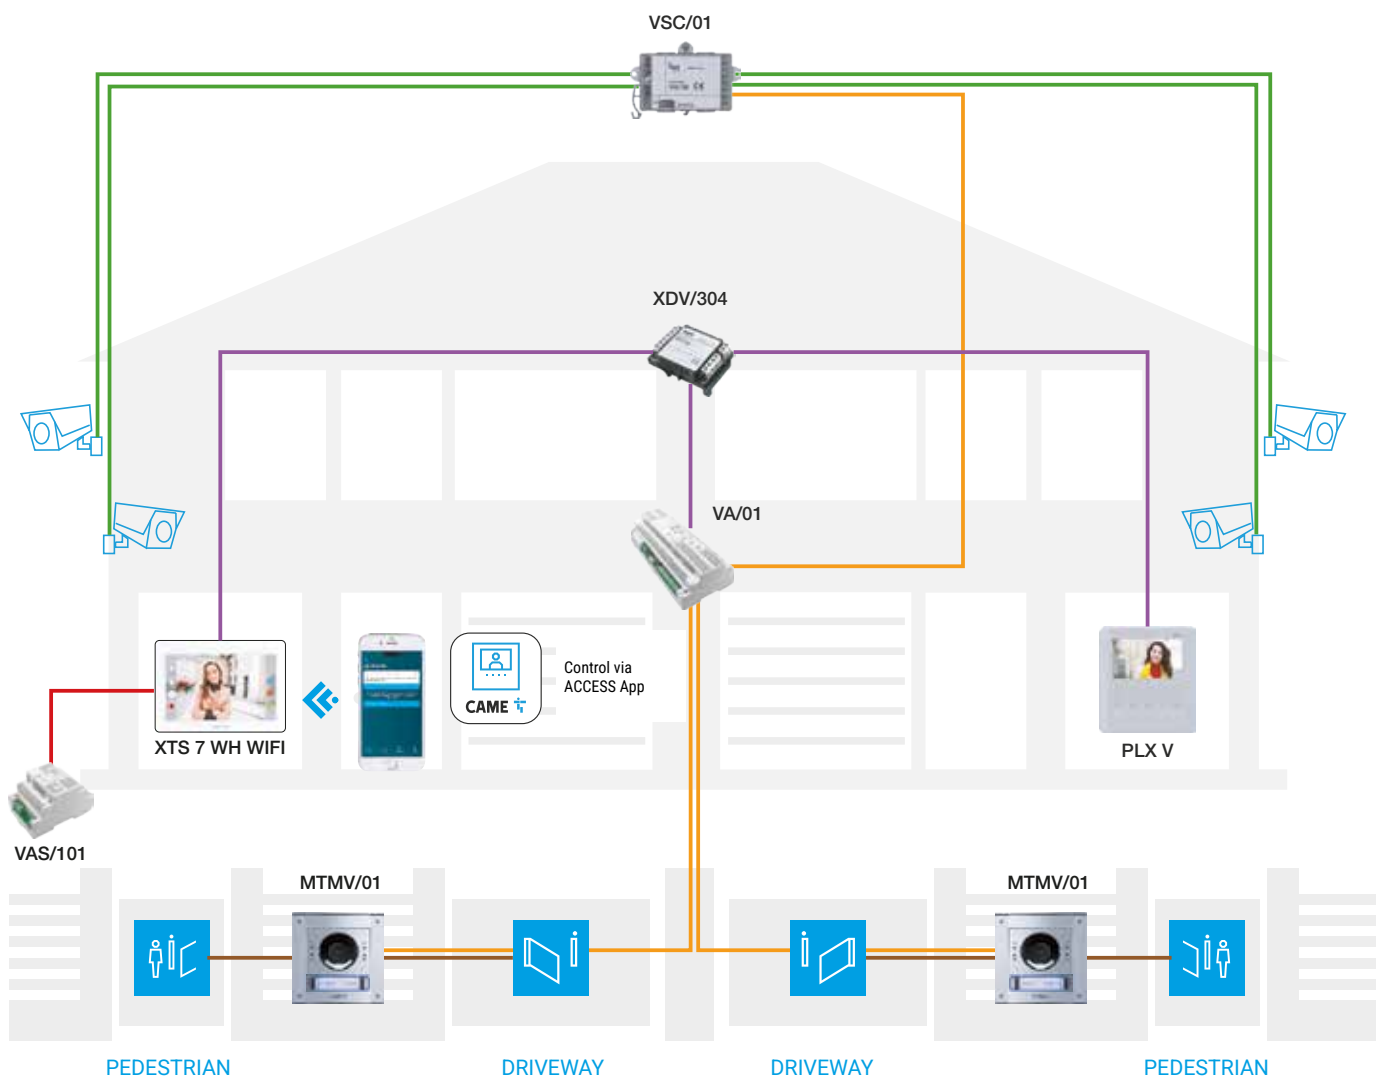 VSC/01
XDV/304
VA/01
Control via
ACCESS App
CAME
XTS 7 WH WIFI
PLX V
VAS/101
MTMV/01
MTMV/01
PEDESTRIAN
DRIVEWAY
DRIVEWAY
PEDESTRIAN